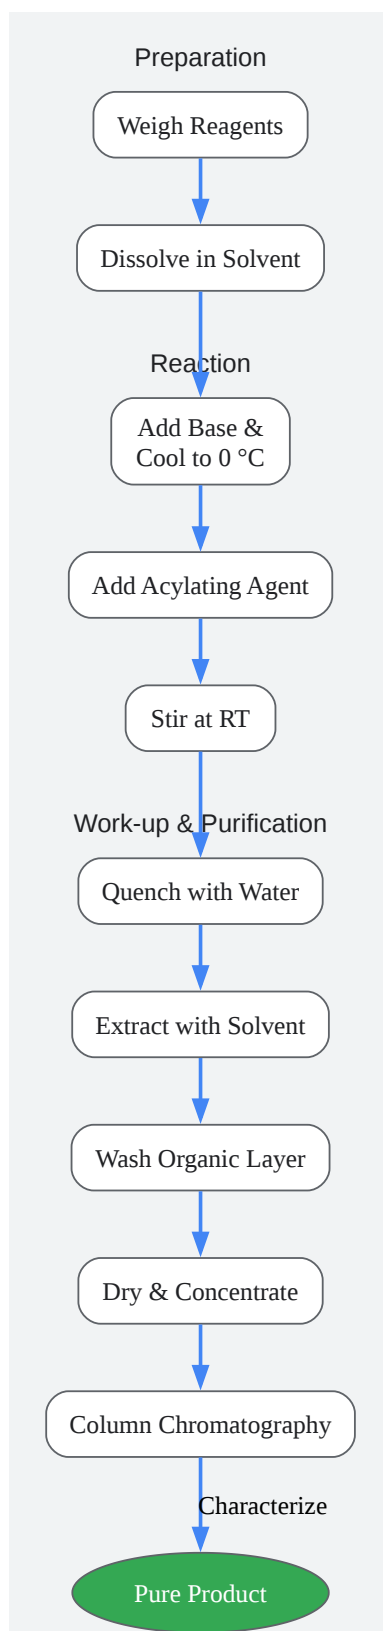 Preparation
Weigh Reagents
Dissolve in Solvent
Reaction
Add Base &
Cool to 0 °C
Add Acylating Agent
Stir at RT
Work-up & Purification
Quench with Water
Extract with Solvent
Wash Organic Layer
Dry & Concentrate
Column Chromatography
Characterize
Pure Product